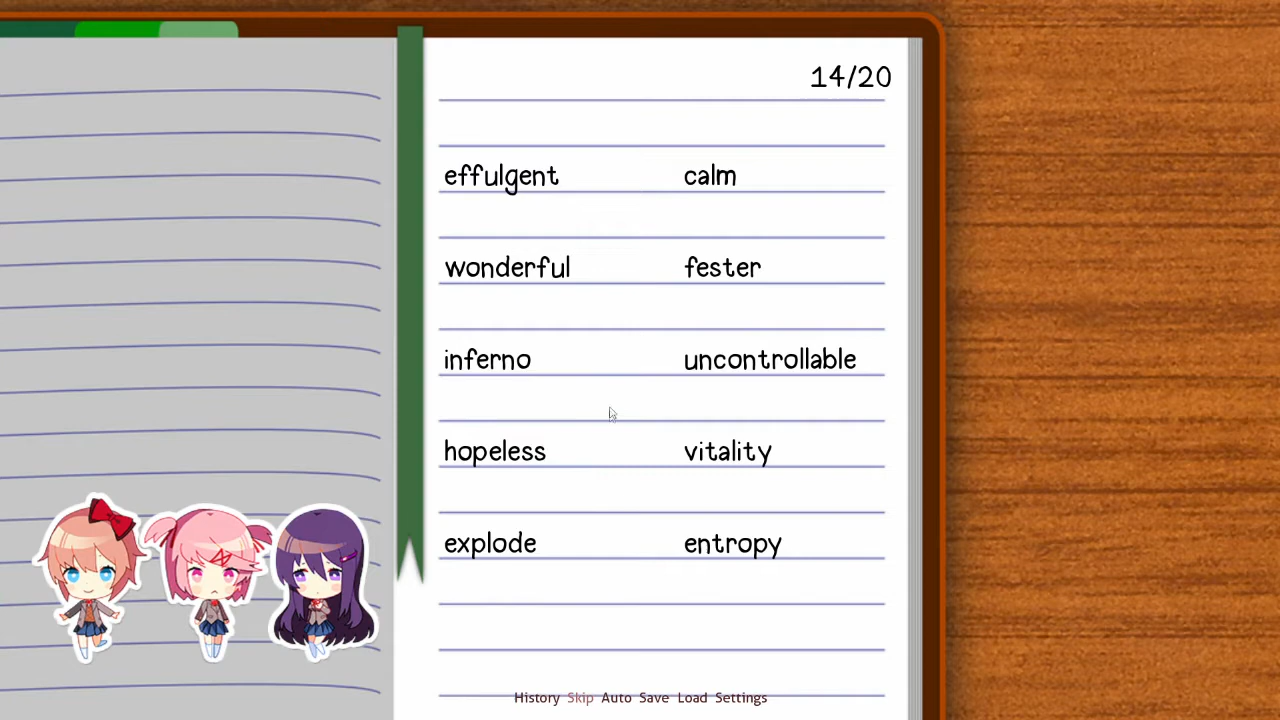 14/20
effulgent calm
wonderful fester
inferno uncontrollable
hopeless vitality
explode entropy
History Skip Auto Save Load Settings